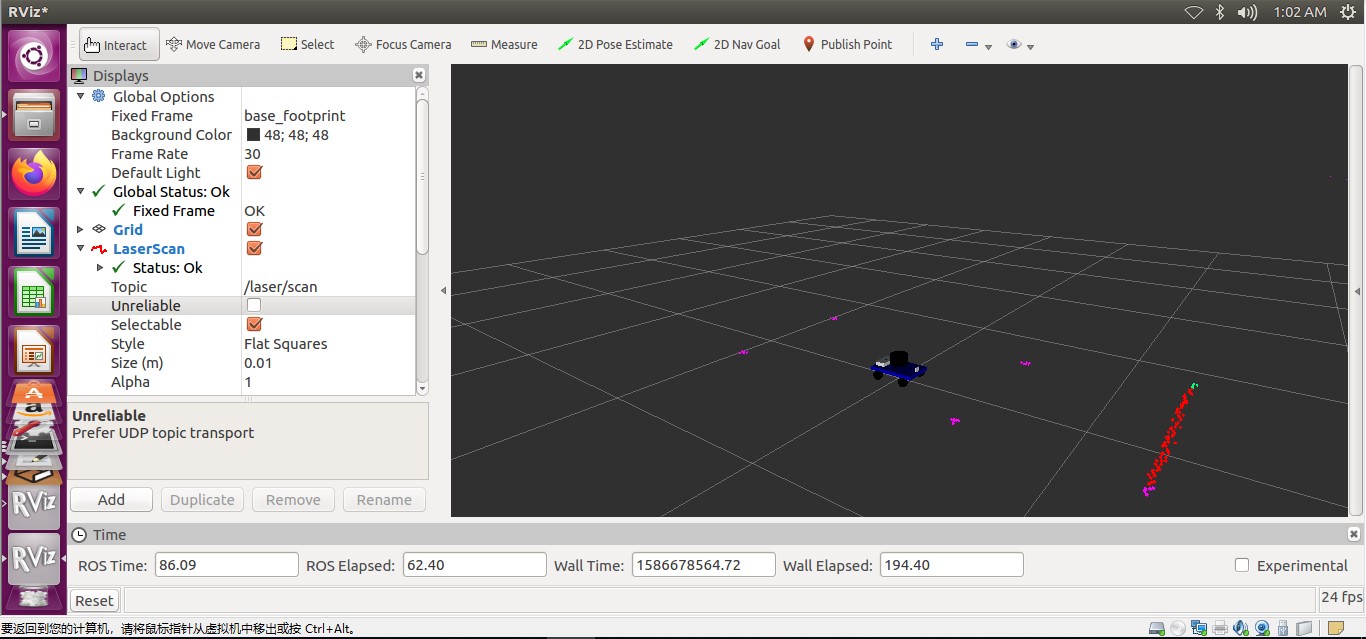 RViz*
1:02 AM
Interact Move Camera Select Focus Camera Measure 2D Pose Estimate 2D Nav Goal Publish Point
Displays
Global Options
Fixed Frame base_footprint
Background Color 48; 48; 48
Frame Rate 30
Default Light
Global Status: Ok
Fixed Frame OK
Grid
LaserScan
Status: Ok
Topic /laser/scan
Unreliable
Selectable
Style Flat Squares
Size (m) 0.01
Alpha 1
Unreliable
Prefer UDP topic transport
Add Duplicate Remove Rename
RViz
RViz
Time
ROS Time: 86.09 ROS Elapsed: 62.40 Wall Time: 1586678564.72 Wall Elapsed: 194.40 Experimental
Reset 24 fps
要返回到您的计算机，请将鼠标指针从虚拟机中移出或按 Ctrl+Alt。